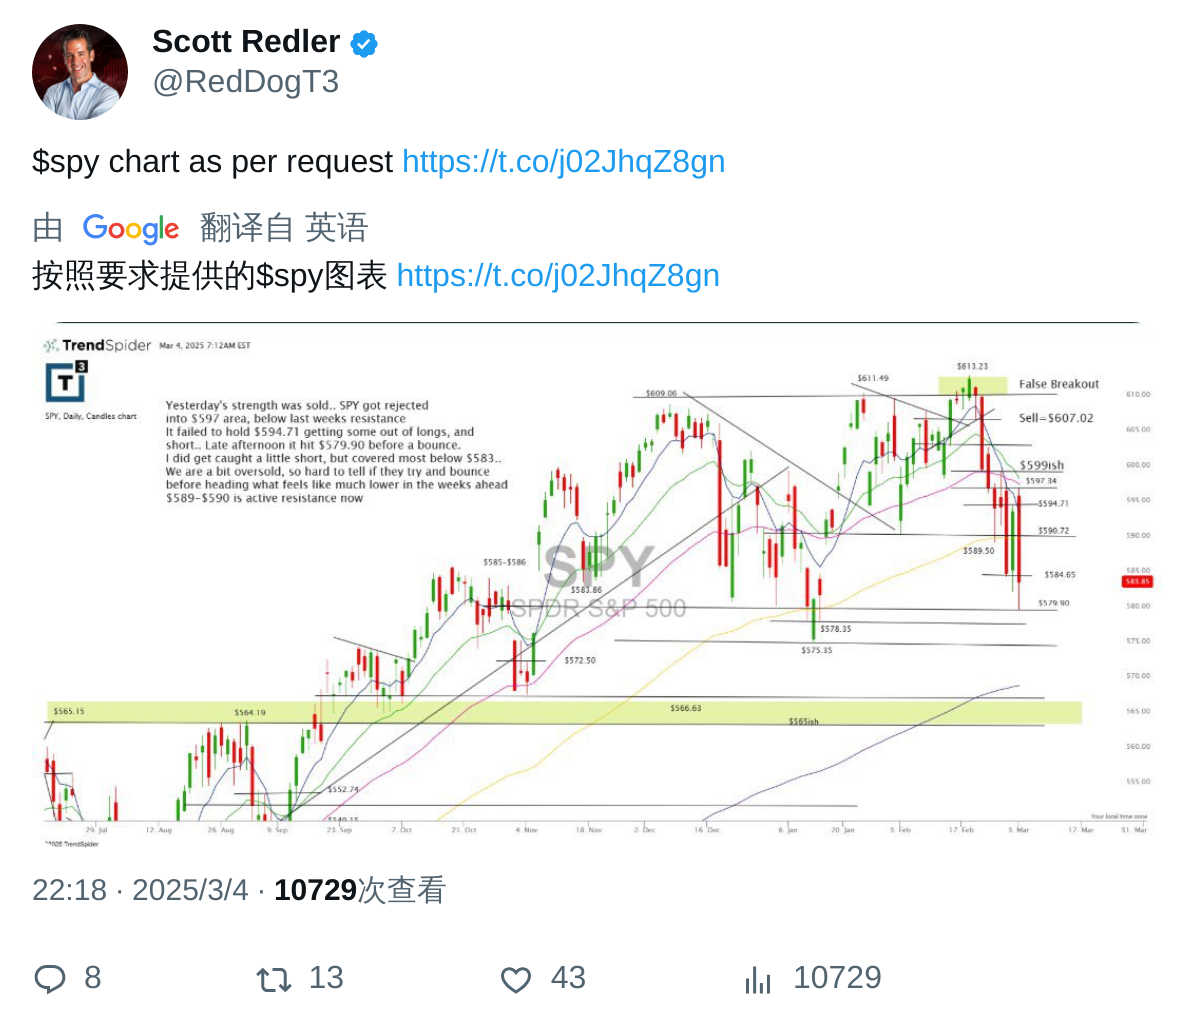 Scott Redler
@RedDogT3
$spy chart as per request https://t.co/j02JhqZ8gn
由 Google 翻译自 英语
按照要求提供的$spy图表 https://t.co/j02JhqZ8gn
TrendSpider Mar 4, 2025 7:12AM EST
T3
SPY, Daily, Candles chart
Yesterday's strength was sold.. SPY got rejected
into $597 area, below last weeks resistance
It failed to hold $594.71 getting some out of longs, and
short.. Late afternoon it hit $579.90 before a bounce.
I did get caught a little short, but covered most below $583..
We are a bit oversold, so hard to tell if they try and bounce
before heading what feels like much lower in the weeks ahead
$589-$590 is active resistance now
$613.23
$611.49
False Breakout
$609.06
610.00
Sell=$607.02
605.00
$599ish
600.00
$597.34
595.00
$594.71
$590.72
590.00
$589.50
$585-$586
SPY
585.00
$584.65
583.85
$583.86
SPDR S&P 500
$579.90
580.00
$578.35
575.00
$575.35
$572.50
570.00
$566.63
$565.15
$564.19
565.00
$565ish
560.00
555.00
$552.74
$549.15
Your local time zone
29. Jul
12. Aug
26. Aug
9. Sep
23. Sep
7. Oct
21. Oct
4. Nov
18. Nov
2. Dec
16. Dec
6. Jan
20. Jan
3. Feb
17. Feb
3. Mar
17. Mar
31. Mar
TrendSpider
22:18 · 2025/3/4 · 10729次查看
8
13
43
10729